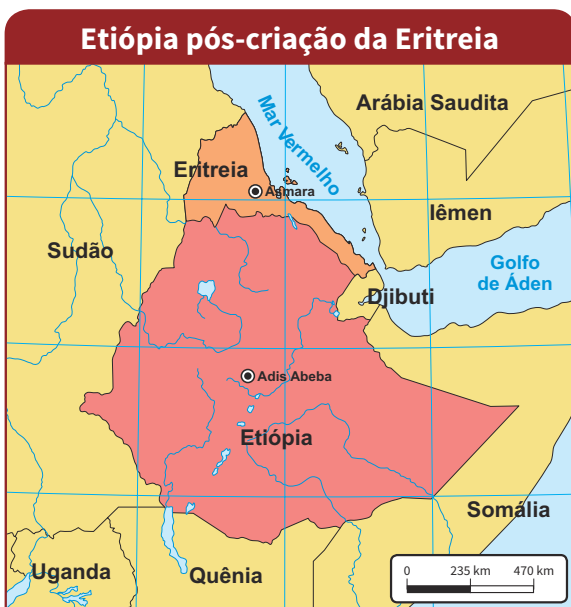 Etiópia pós-criação da Eritreia
Arábia Saudita
Mar Vermelho
Eritreia
Asmara
Iêmen
Sudão
Golfo
de Áden
Djibuti
Adis Abeba
Etiópia
Somália
Uganda
Quênia
0 235 km 470 km